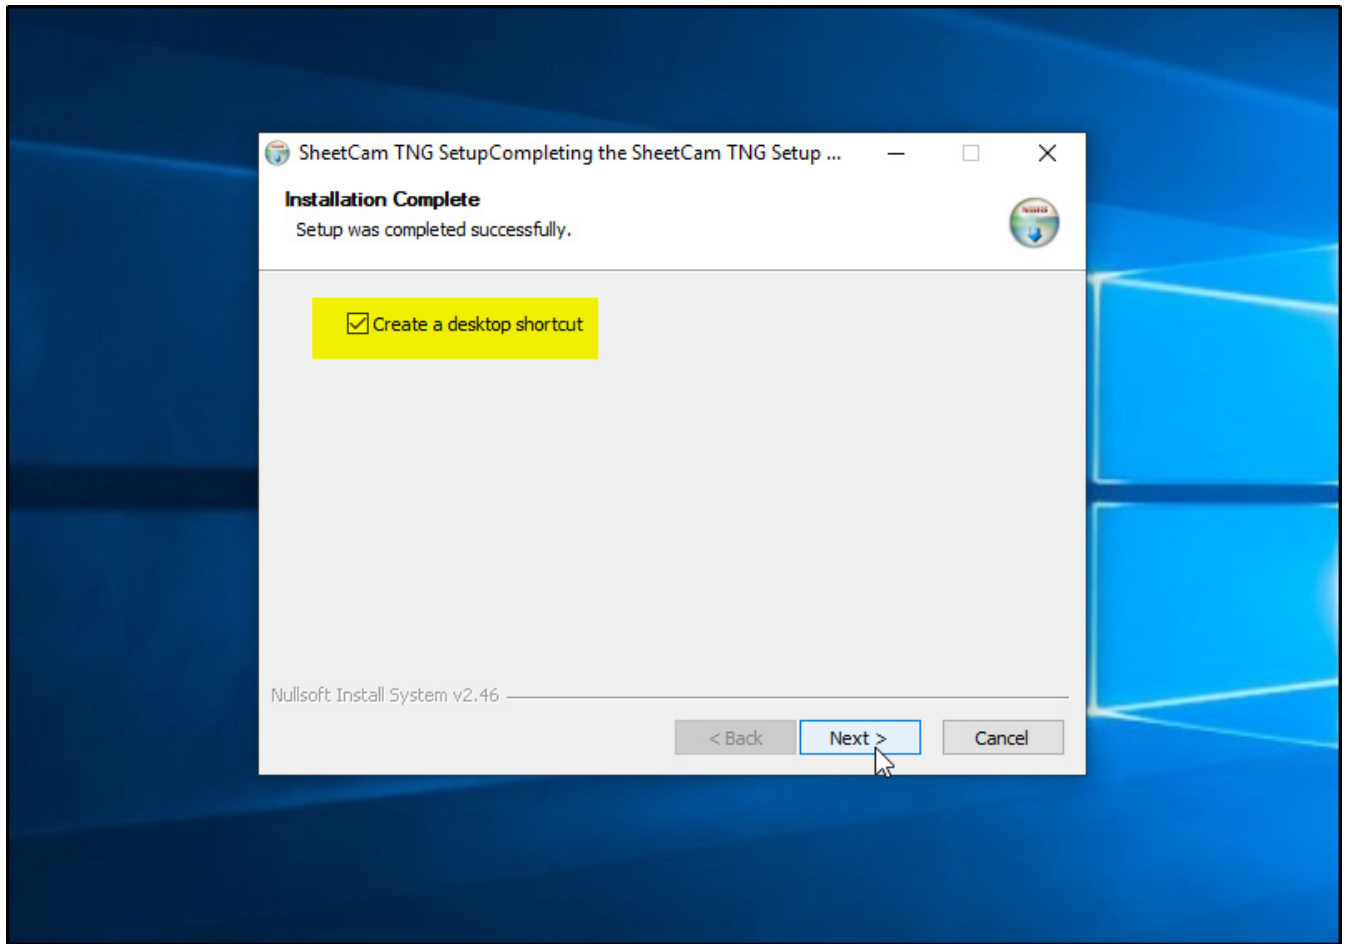 SheetCam TNG SetupCompleting the SheetCam TNG Setup ...
Installation Complete
Setup was completed successfully.
Create a desktop shortcut
Nullsoft Install System v2.46
< Back
Next >
Cancel